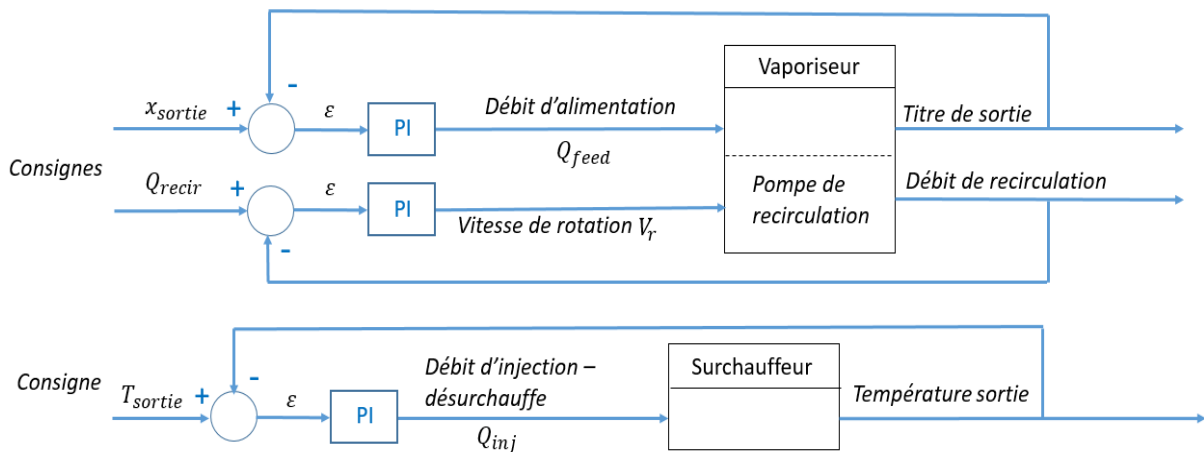 Vaporiseur
-
x_sortie + ε PI Débit d'alimentation Titre de sortie
Q_feed
Consignes
Q_recir + ε PI Pompe de Débit de recirculation
recirculation
Vitesse de rotation V_r
-
Consigne
-
Débit d'injection –
désurchauffe
Surchauffeur
T_sortie + ε PI Température sortie
Q_inj